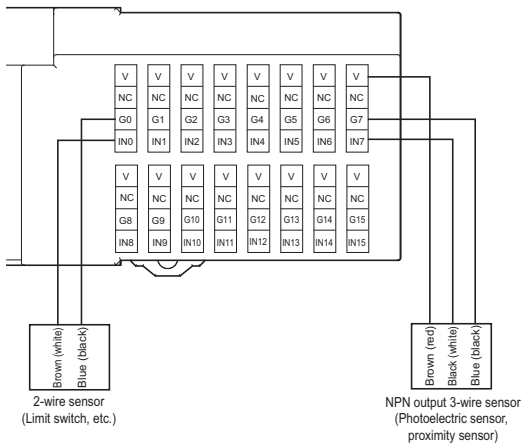 V V V V V V V V
NC NC NC NC NC NC NC NC
G0 G1 G2 G3 G4 G5 G6 G7
IN0 IN1 IN2 IN3 IN4 IN5 IN6 IN7
V V V V V V V V
NC NC NC NC NC NC NC NC
G8 G9 G10 G11 G12 G13 G14 G15
IN8 IN9 IN10 IN11 IN12 IN13 IN14 IN15
Brown (white)
Blue (black)
2-wire sensor
(Limit switch, etc.)
Brown (red)
Black (white)
Blue (black)
NPN output 3-wire sensor
(Photoelectric sensor,
proximity sensor)